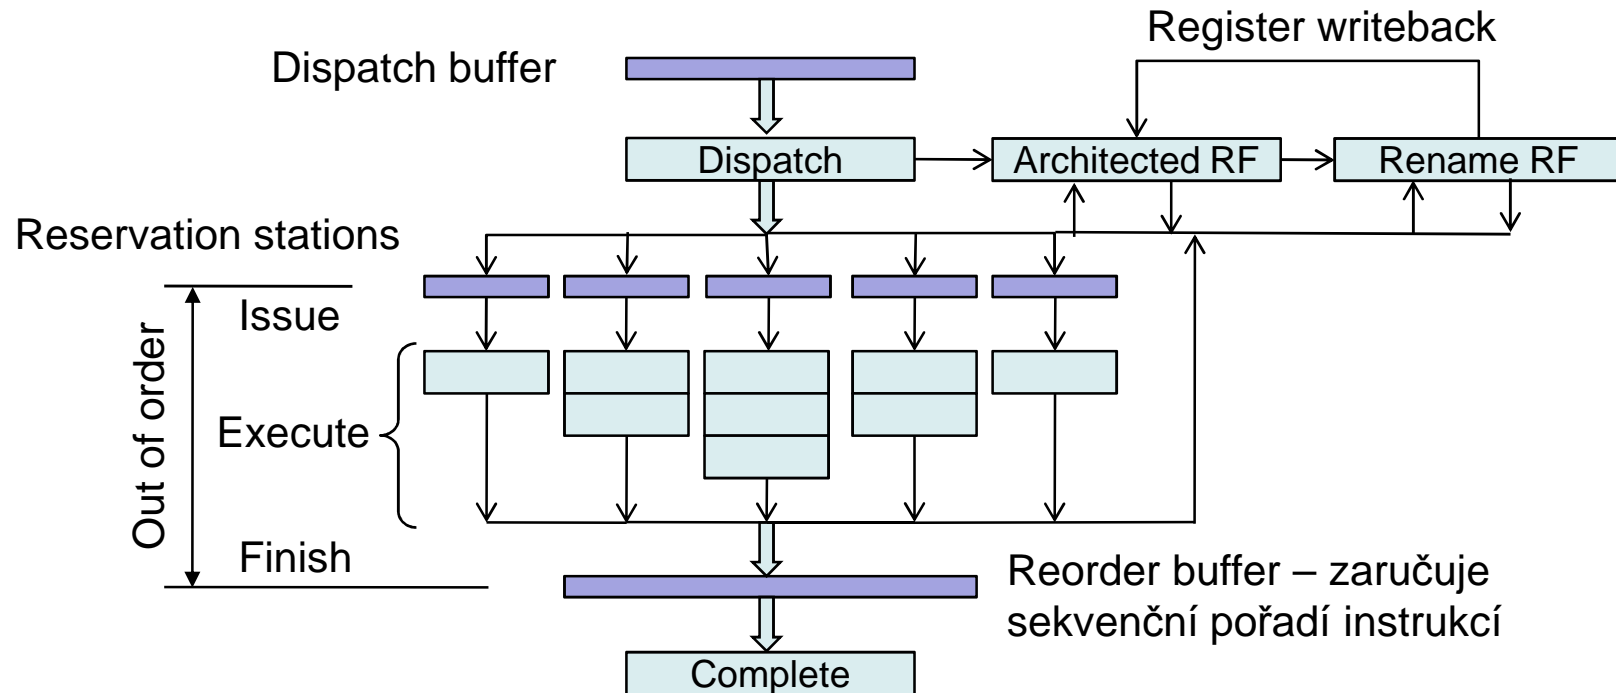 Register writeback
Dispatch buffer
Dispatch
Architected RF
Rename RF
Reservation stations
Issue
Out of order
Execute
Finish
Reorder buffer – zaručuje
sekvenční pořadí instrukcí
Complete